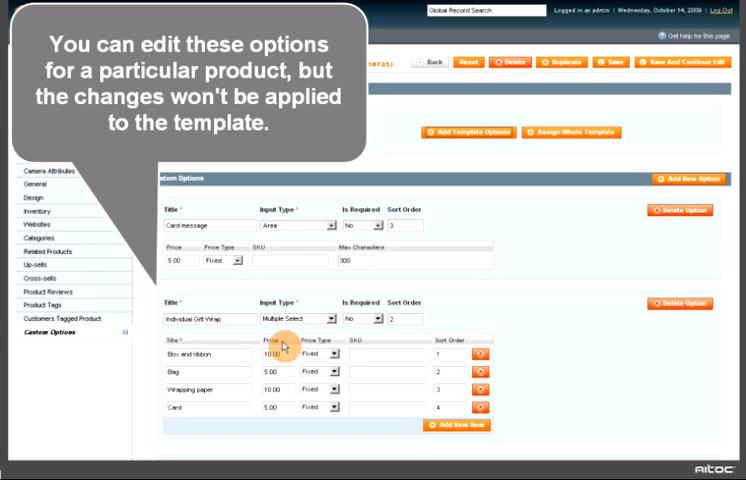 Global Record Search
Logged in as admin | Wednesday, October 14, 2009 | Log Out
Get help for this page
You can edit these options
for a particular product, but
the changes won't be applied
to the template.
meras)
Back
Reset
Delete
Duplicate
Save
Save And Continue Edit
Add Template Options
Assign Whole Template
Camera Attributes
General
Design
Inventory
Websites
Categories
Related Products
Up-sells
Cross-sells
Product Reviews
Product Tags
Customers Tagged Product
Custom Options
stom Options
Add New Option
Title * Input Type * Is Required Sort Order
Delete Option
Card message Area No 3
Price Price Type SKU Max Characters
5.00 Fixed 300
Title * Input Type * Is Required Sort Order
Delete Option
Individual Gift Wrap Multiple Select No 2
Title * Price Price Type SKU Sort Order
Box and ribbon 10.00 Fixed 1
Bag 5.00 Fixed 2
Wrapping paper 10.00 Fixed 3
Card 5.00 Fixed 4
Add New Row
AITOC